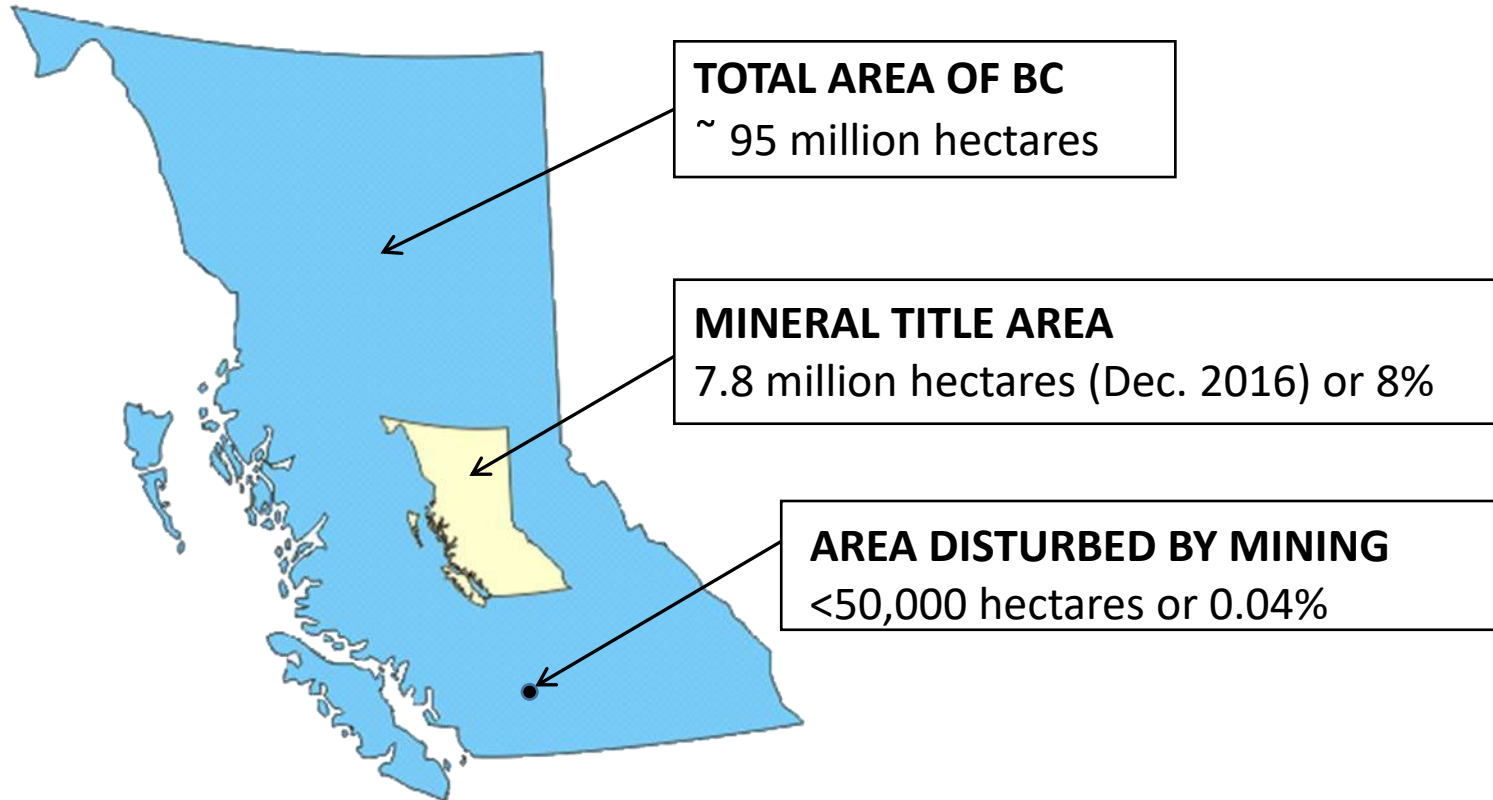 TOTAL AREA OF BC
~ 95 million hectares
MINERAL TITLE AREA
7.8 million hectares (Dec. 2016) or 8%
AREA DISTURBED BY MINING
<50,000 hectares or 0.04%